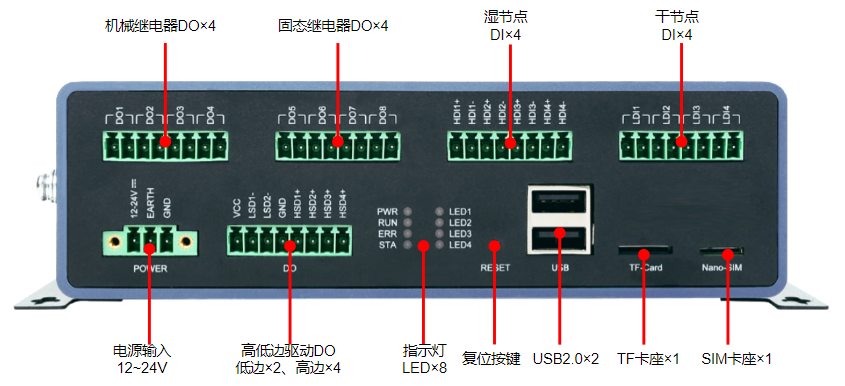 机械继电器DO×4
固态继电器DO×4
湿节点
DI×4
干节点
DI×4
DO1 DO2 DO3 DO4
DO5 DO6 DO7 DO8
HDI1+ HDI1- HDI2+ HDI2- HDI3+ HDI3- HDI4+ HDI4-
LDI1 LDI2 LDI3 LDI4
12-24V⎓ EARTH GND
VCC LSD1- LSD2- GND HSD1+ HSD2+ HSD3+ HSD4+
PWR LED1
RUN LED2
ERR LED3
STA LED4
POWER
DO
RESET
USB
TF-Card
Nano-SIM
电源输入
12~24V
高低边驱动DO
低边×2、高边×4
指示灯
LED×8
复位按键
USB2.0×2
TF卡座×1
SIM卡座×1